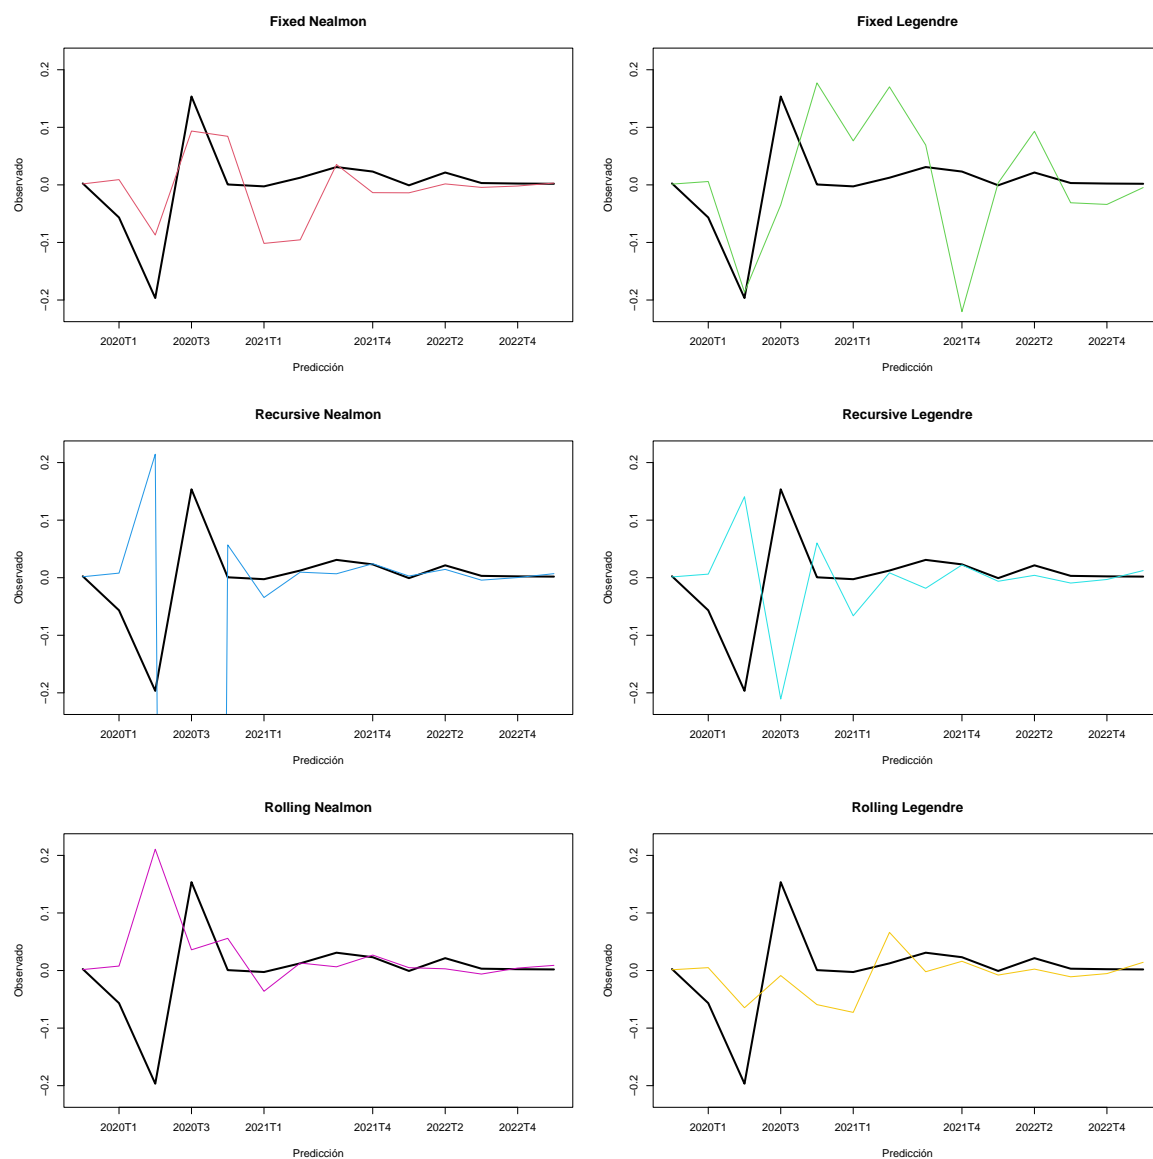 Fixed Nealmon
Observado
0.2
0.1
0.0
−0.1
−0.2
2020T1 2020T3 2021T1 2021T4 2022T2 2022T4
Predicción
Fixed Legendre
Observado
0.2
0.1
0.0
−0.1
−0.2
2020T1 2020T3 2021T1 2021T4 2022T2 2022T4
Predicción
Recursive Nealmon
Observado
0.2
0.1
0.0
−0.1
−0.2
2020T1 2020T3 2021T1 2021T4 2022T2 2022T4
Predicción
Recursive Legendre
Observado
0.2
0.1
0.0
−0.1
−0.2
2020T1 2020T3 2021T1 2021T4 2022T2 2022T4
Predicción
Rolling Nealmon
Observado
0.2
0.1
0.0
−0.1
−0.2
2020T1 2020T3 2021T1 2021T4 2022T2 2022T4
Predicción
Rolling Legendre
Observado
0.2
0.1
0.0
−0.1
−0.2
2020T1 2020T3 2021T1 2021T4 2022T2 2022T4
Predicción